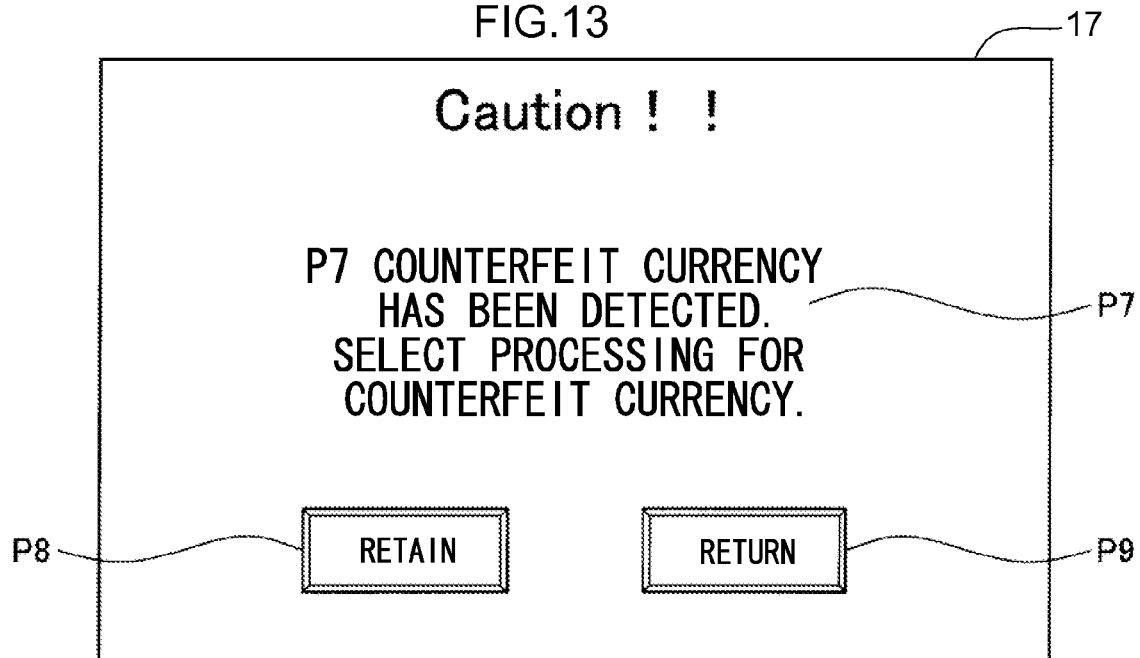 FIG.13
17
Caution！！
P7 COUNTERFEIT CURRENCY
HAS BEEN DETECTED.
P7
SELECT PROCESSING FOR
COUNTERFEIT CURRENCY.
P8
RETAIN
RETURN
P9